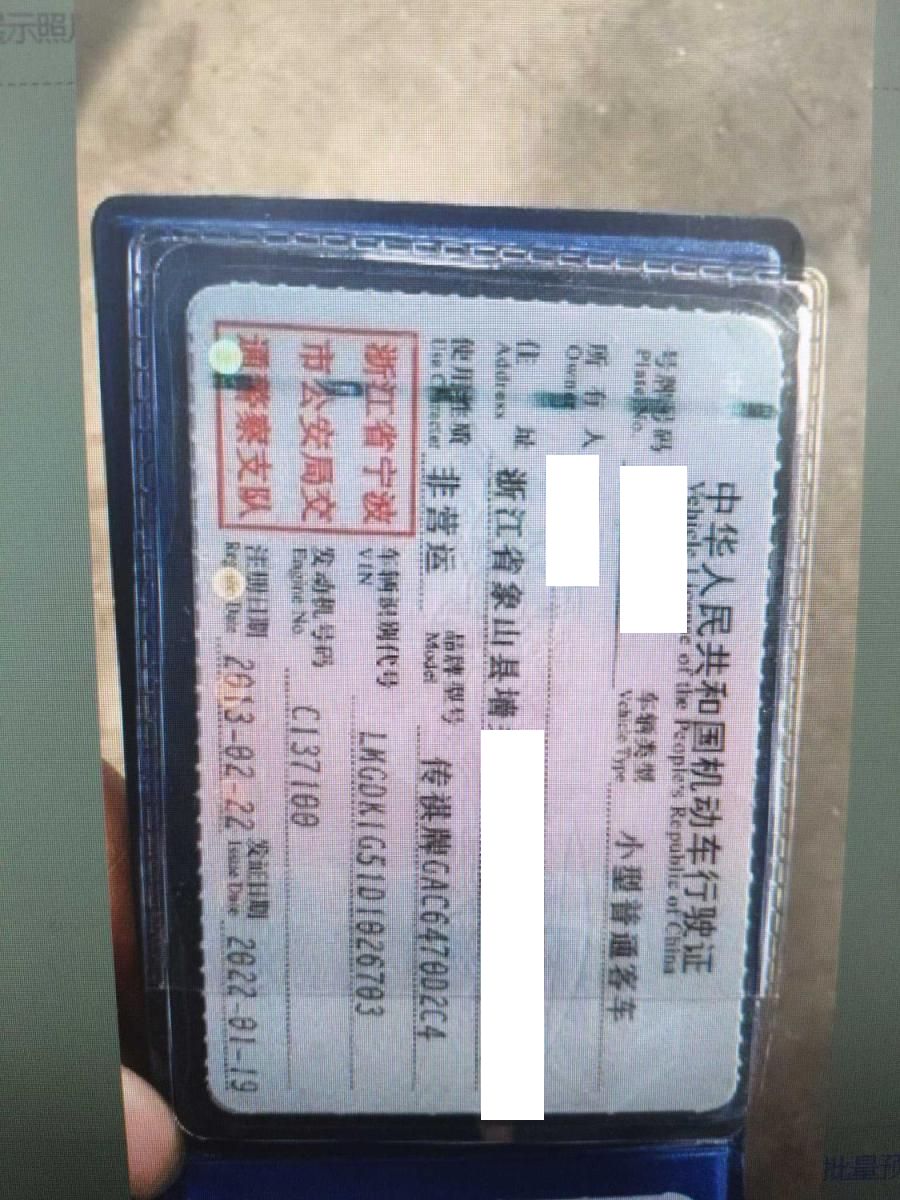 示照
中华人民共和国机动车行驶证
Vehicle License of the People's Republic of China
号牌号码
Plate No.
车辆类型 小型普通客车
Vehicle Type
所有人
Owner
住址 浙江省象山县墙
Address
使用性质 非营运 品牌型号 传祺牌GAC6470D2C4
Use Character Model
浙江省宁波
市公安局交
通警察支队
车辆识别代号 LMGDK1G51D1026703
VIN
发动机号码 C137100
Engine No.
注册日期 2013-02-22 发证日期 2022-01-19
Register Date Issue Date
批量预